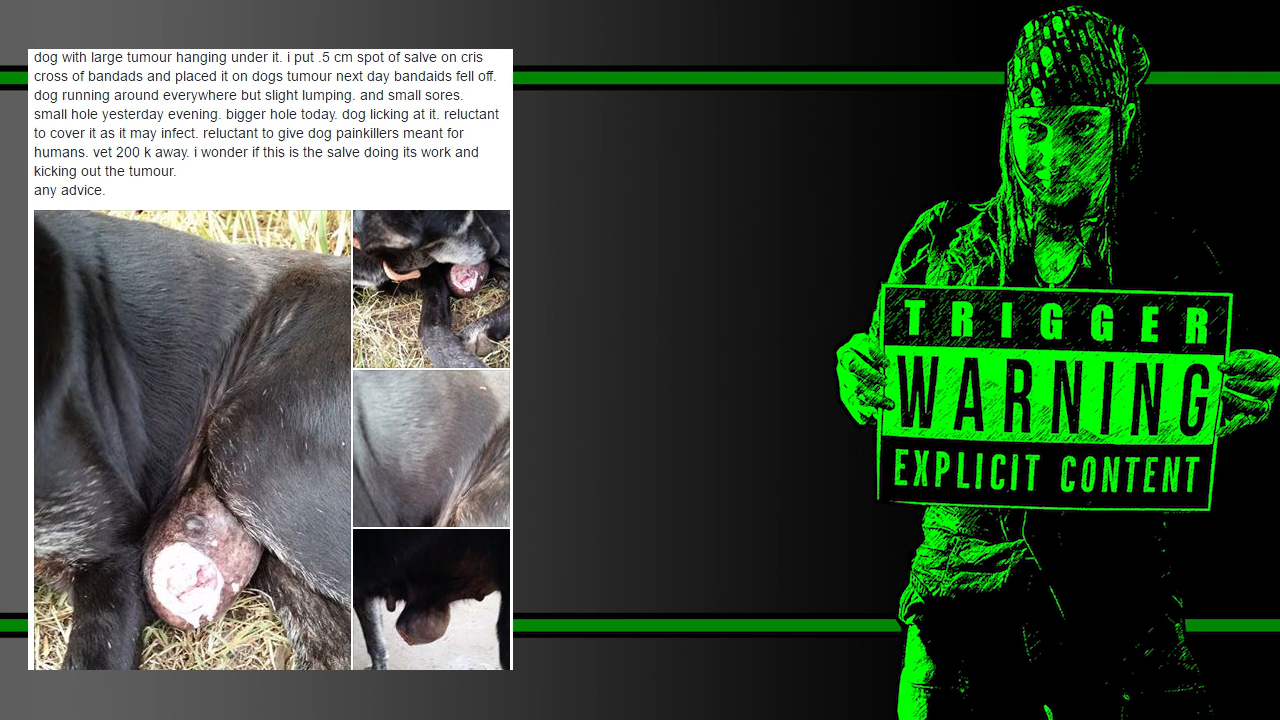 dog with large tumour hanging under it. i put .5 cm spot of salve on cris
cross of bandads and placed it on dogs tumour next day bandaids fell off.
dog running around everywhere but slight lumping. and small sores.
small hole yesterday evening. bigger hole today. dog licking at it. reluctant
to cover it as it may infect. reluctant to give dog painkillers meant for
humans. vet 200 k away. i wonder if this is the salve doing its work and
kicking out the tumour.
any advice.
TRIGGER
WARNING
EXPLICIT CONTENT